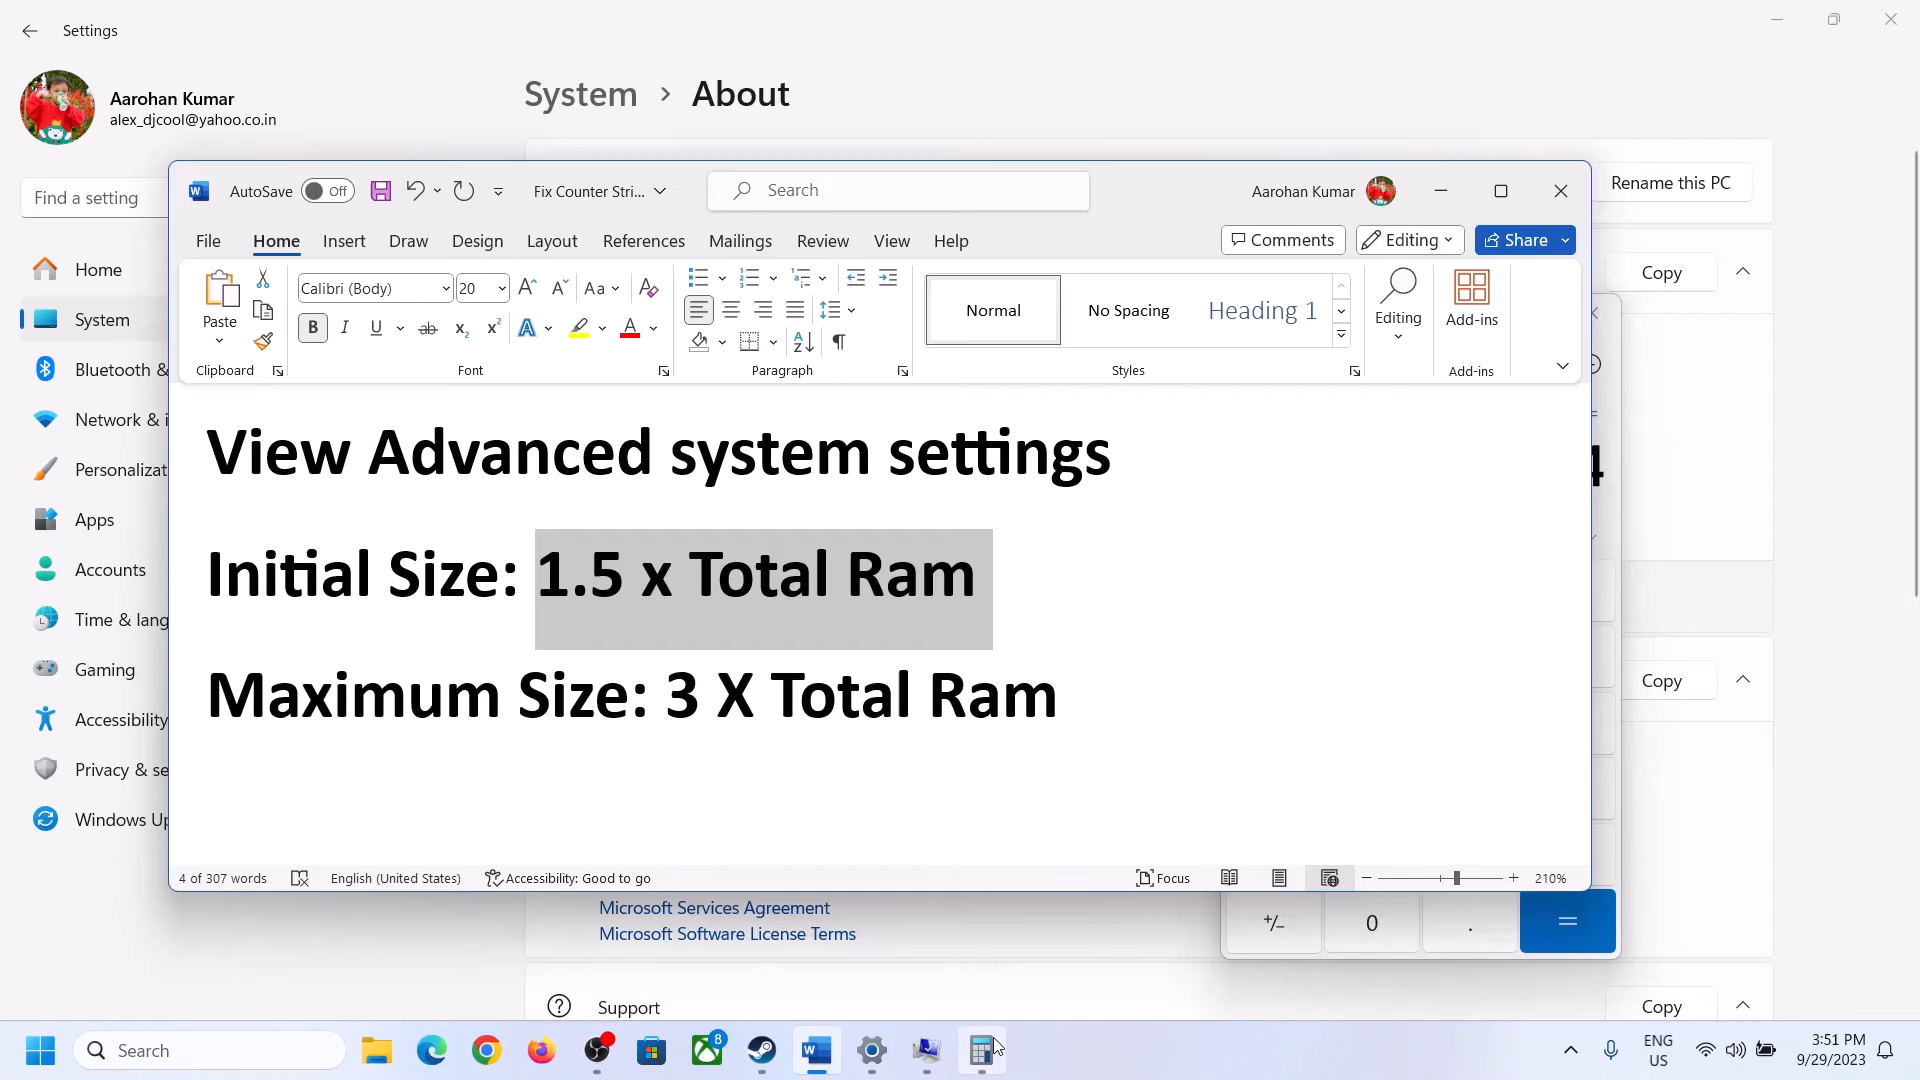 Settings
Aarohan Kumar
alex_djcool@yahoo.co.in
System > About
Find a setting
Home
System
Bluetooth &
Network & i
Personalizat
Apps
Accounts
Time & lang
Gaming
Accessibility
Privacy & se
Windows Up
Rename this PC
Copy
Copy
Copy
AutoSave Off Fix Counter Stri... Search Aarohan Kumar
File Home Insert Draw Design Layout References Mailings Review View Help Comments Editing Share
Paste Calibri (Body) 20 Aa Normal No Spacing Heading 1 Editing Add-ins
B I U ab x₂ x² A A
Clipboard Font Paragraph Styles Add-ins
View Advanced system settings
Initial Size: 1.5 x Total Ram
Maximum Size: 3 X Total Ram
4 of 307 words English (United States) Accessibility: Good to go Focus 210%
Microsoft Services Agreement
Microsoft Software License Terms
+/- 0 . =
Support
Search 8 ENG US 3:51 PM 9/29/2023